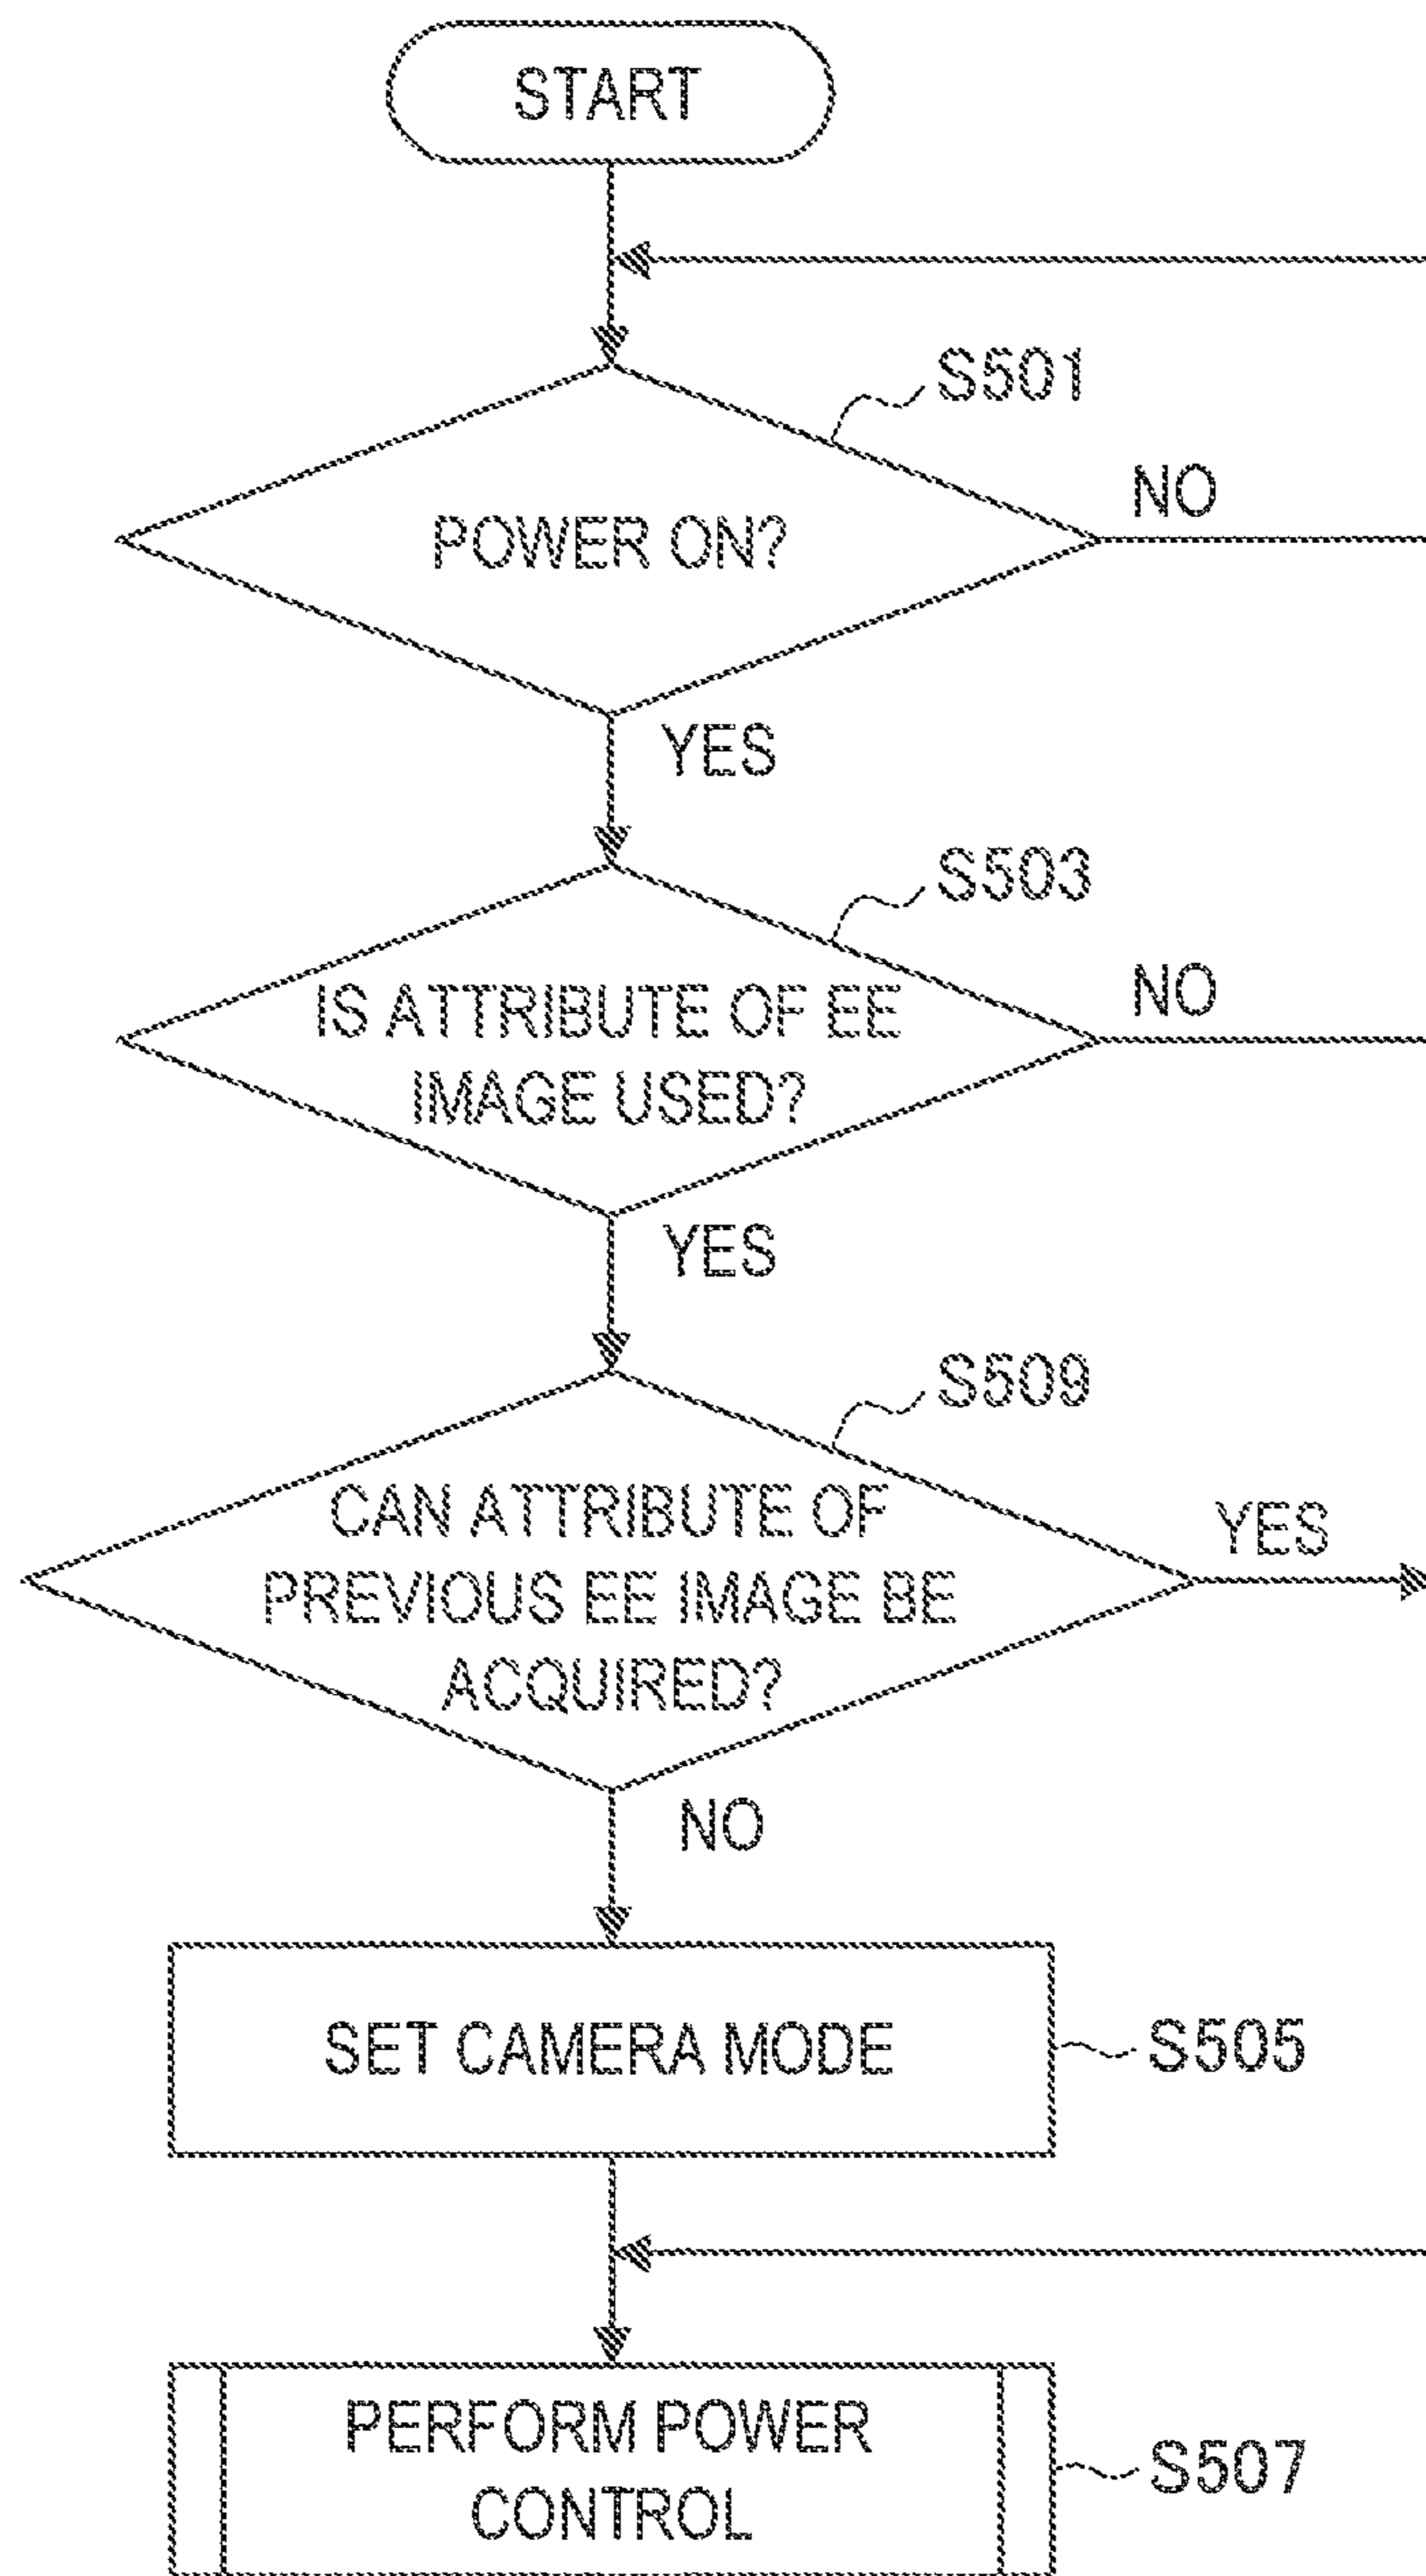 START
S501
POWER ON?
NO
YES
S503
IS ATTRIBUTE OF EE
IMAGE USED?
NO
YES
S509
CAN ATTRIBUTE OF
PREVIOUS EE IMAGE BE
ACQUIRED?
YES
NO
SET CAMERA MODE
S505
PERFORM POWER
CONTROL
S507